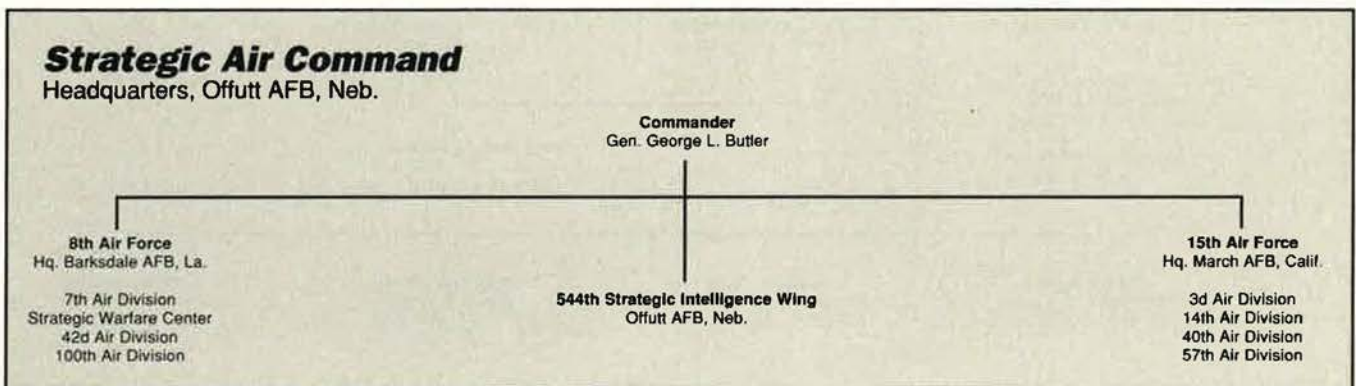 Strategic Air Command
Headquarters, Offutt AFB, Neb.
Commander
Gen. George L. Butler
8th Air Force
Hq. Barksdale AFB, La.
7th Air Division
Strategic Warfare Center
42d Air Division
100th Air Division
544th Strategic Intelligence Wing
Offutt AFB, Neb.
15th Air Force
Hq. March AFB, Calif.
3d Air Division
14th Air Division
40th Air Division
57th Air Division